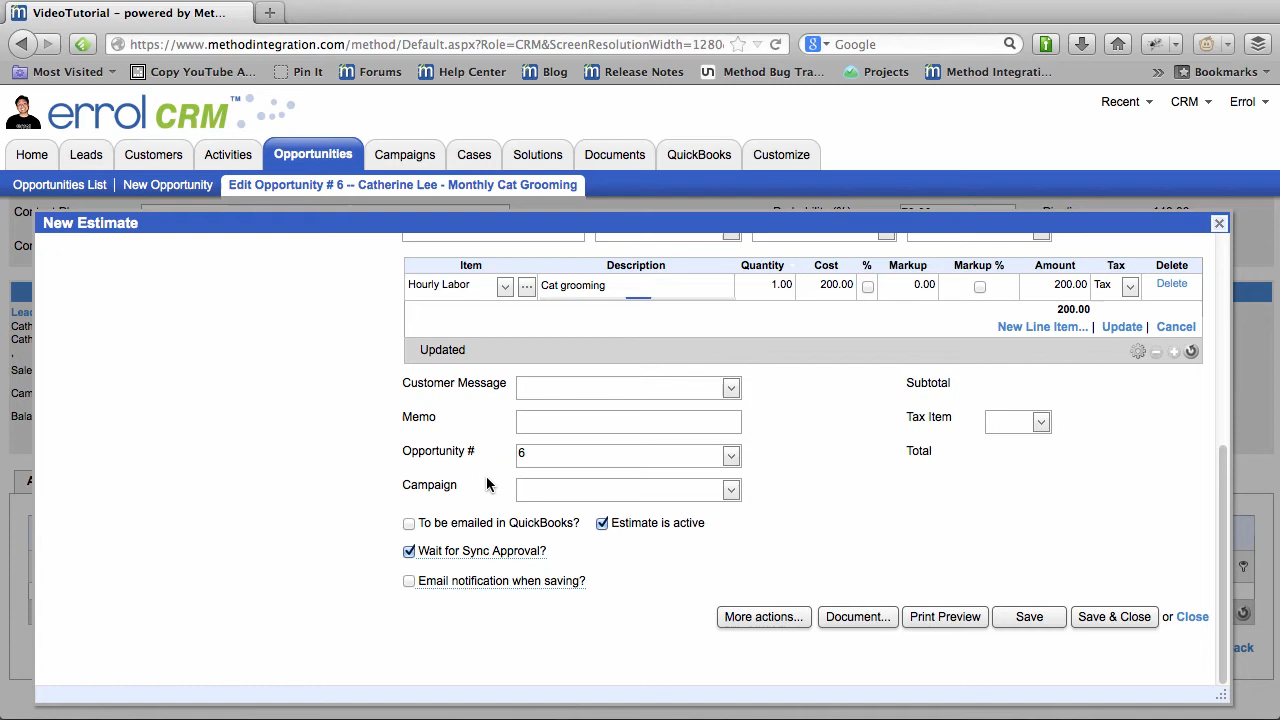 VideoTutorial - powered by Met...
https://www.methodintegration.com/method/Default.aspx?Role=CRM&ScreenResolutionWidth=1280
Google
Most Visited
Copy YouTube A...
Pin It
Forums
Help Center
Blog
Release Notes
Method Bug Tra...
Projects
Method Integrati...
Bookmarks
errol CRM™
Recent
CRM
Errol
Home
Leads
Customers
Activities
Opportunities
Campaigns
Cases
Solutions
Documents
QuickBooks
Customize
Opportunities List
New Opportunity
Edit Opportunity # 6 -- Catherine Lee - Monthly Cat Grooming
New Estimate
Item Description Quantity Cost % Markup Markup % Amount Tax Delete
Hourly Labor Cat grooming 1.00 200.00 0.00 200.00 Tax Delete
200.00
New Line Item... | Update | Cancel
Updated
Customer Message
Subtotal
Memo
Tax Item
Opportunity # 6
Total
Campaign
To be emailed in QuickBooks?
Estimate is active
Wait for Sync Approval?
Email notification when saving?
More actions...
Document...
Print Preview
Save
Save & Close
or Close